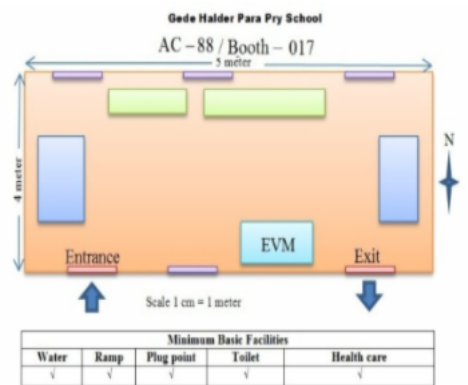 Gede Halder Para Pry School
AC – 88 / Booth – 017
5 meter
4 meter
N
EVM
Entrance
Exit
Scale 1 cm = 1 meter
Minimum Basic Facilities
Water Ramp Plug point Toilet Health care
√ √ √ √ √